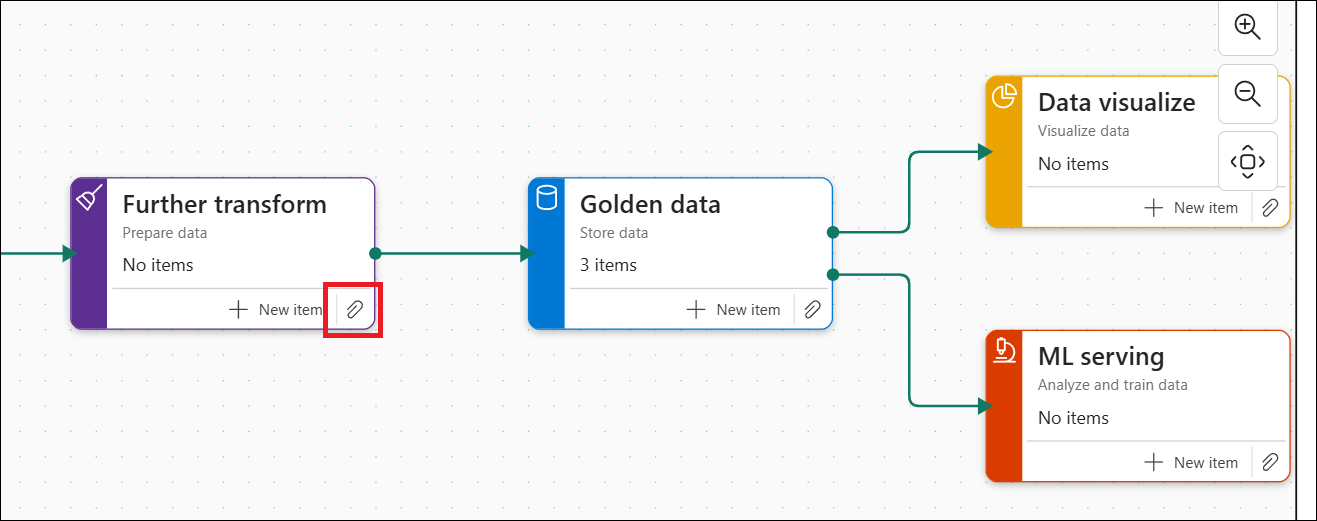 Further transform
Prepare data
No items
New item
Golden data
Store data
3 items
New item
Data visualize
Visualize data
No items
New item
ML serving
Analyze and train data
No items
New item